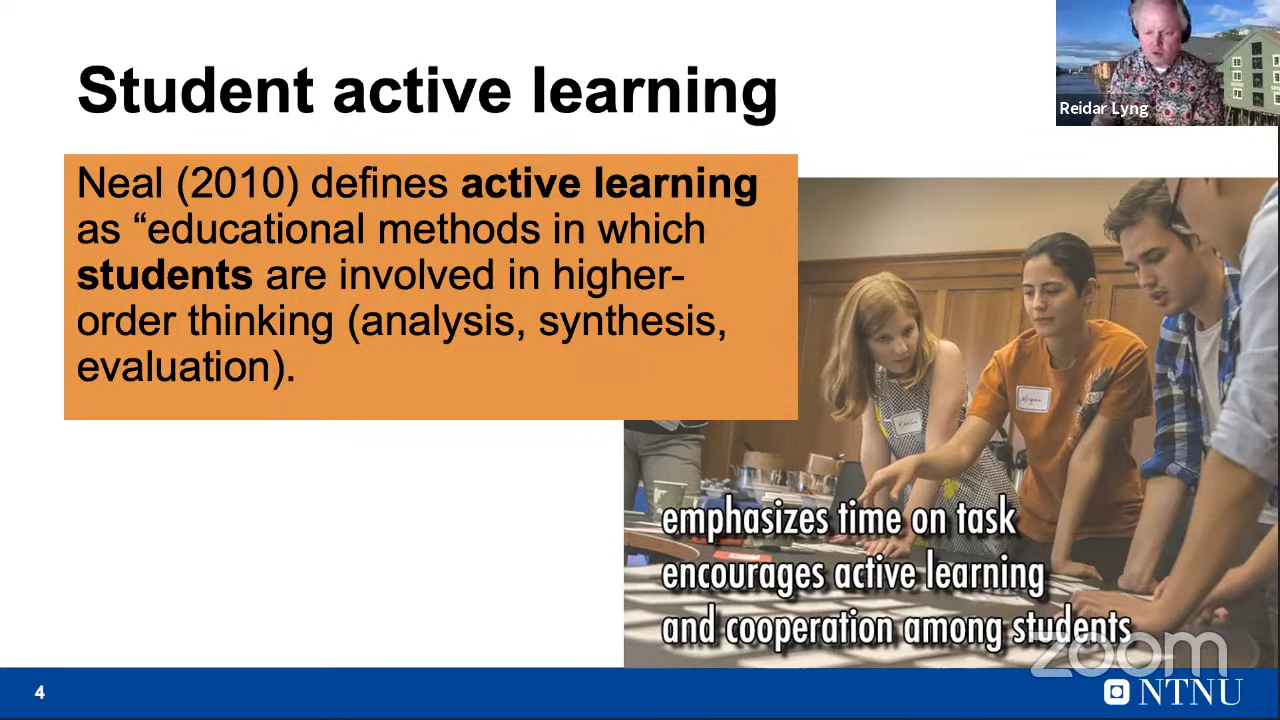 Student active learning
Reidar Lyng
Neal (2010) defines active learning
as “educational methods in which
students are involved in higher-
order thinking (analysis, synthesis,
evaluation).
Megan
emphasizes time on task
encourages active learning
and cooperation among students
zoom
4
NTNU